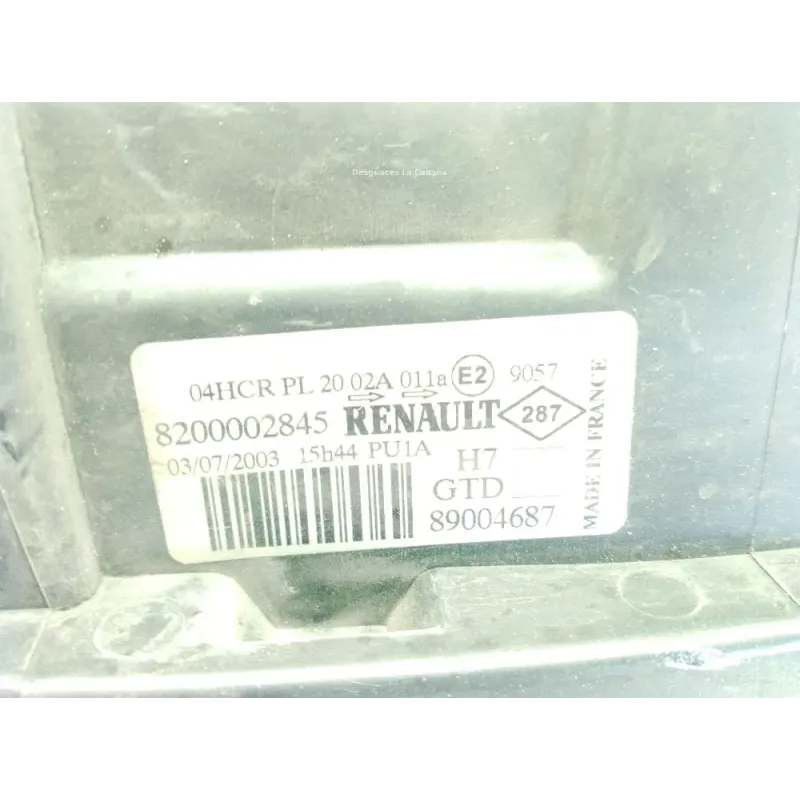 Desguaces La Cabaña
04HCR PL 20 02A 011a E2 9057
8200002845 RENAULT 287
03/07/2003 15h44 PU1A H7
GTD
89004687
MADE IN FRANCE